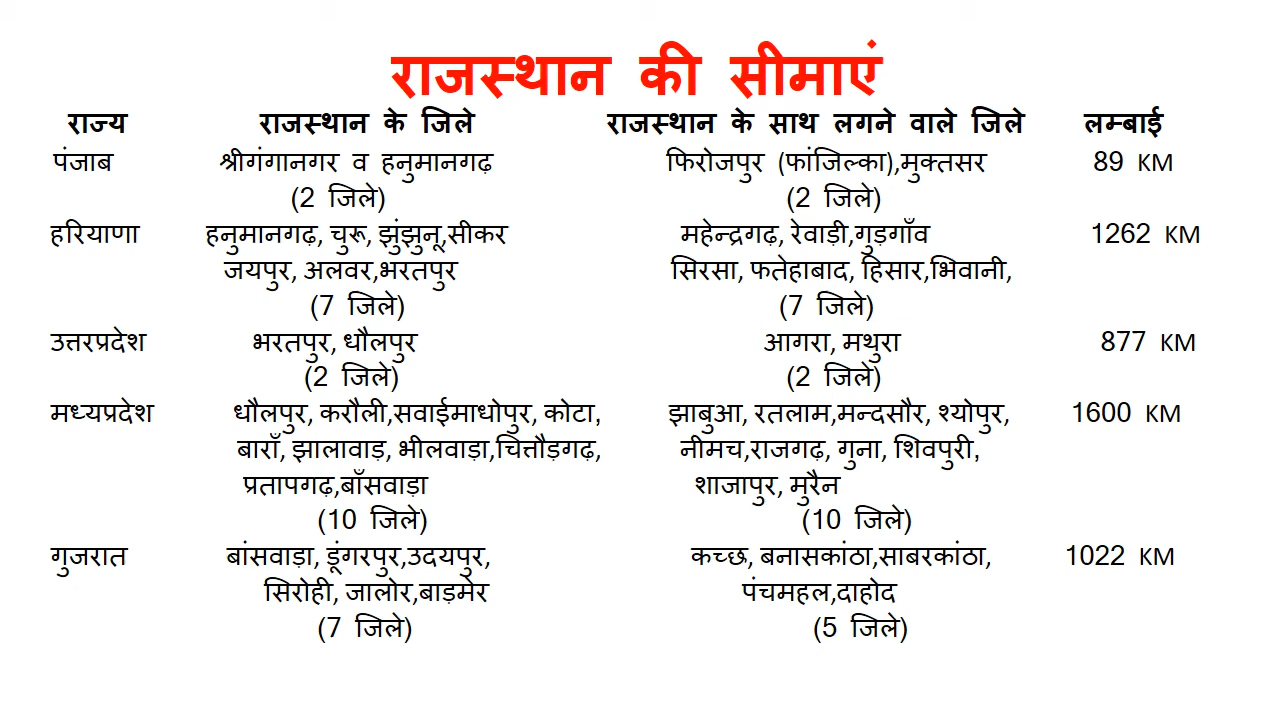 राजस्थान की सीमाएं
राज्य राजस्थान के जिले राजस्थान के साथ लगने वाले जिले लम्बाई
पंजाब श्रीगंगानगर व हनुमानगढ़ फिरोजपुर (फांजिल्का),मुक्तसर 89 KM
(2 जिले) (2 जिले)
हरियाणा हनुमानगढ़, चुरू, झुंझुनू,सीकर महेन्द्रगढ़, रेवाड़ी,गुड़गाँव 1262 KM
जयपुर, अलवर,भरतपुर सिरसा, फतेहाबाद, हिसार,भिवानी,
(7 जिले) (7 जिले)
उत्तरप्रदेश भरतपुर, धौलपुर आगरा, मथुरा 877 KM
(2 जिले) (2 जिले)
मध्यप्रदेश धौलपुर, करौली,सवाईमाधोपुर, कोटा, झाबुआ, रतलाम,मन्दसौर, श्योपुर, 1600 KM
बाराँ, झालावाड़, भीलवाड़ा,चित्तौड़गढ़, नीमच,राजगढ़, गुना, शिवपुरी,
प्रतापगढ़,बाँसवाड़ा शाजापुर, मुरैन
(10 जिले) (10 जिले)
गुजरात बांसवाड़ा, डूंगरपुर,उदयपुर, कच्छ, बनासकांठा,साबरकांठा, 1022 KM
सिरोही, जालोर,बाड़मेर पंचमहल,दाहोद
(7 जिले) (5 जिले)